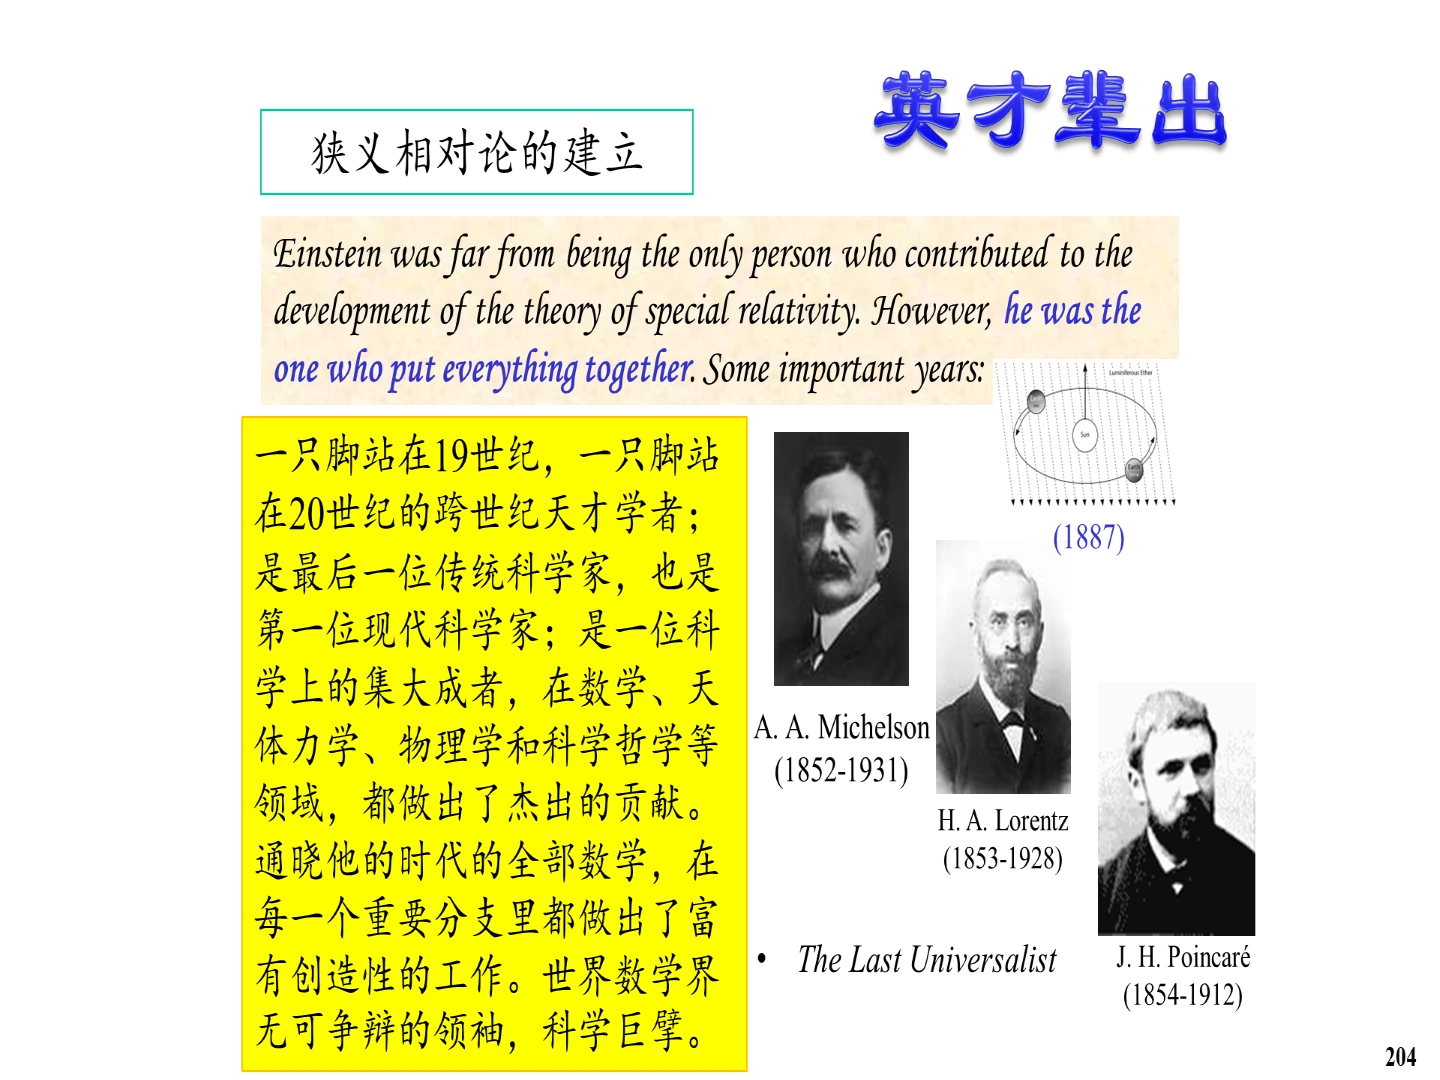 英才辈出
狭义相对论的建立
Einstein was far from being the only person who contributed to the
development of the theory of special relativity. However, he was the
one who put everything together. Some important years:
Luminiferous Ether
Earth
Sun
Earth
(1887)
一只脚站在19世纪，一只脚站
在20世纪的跨世纪天才学者；
是最后一位传统科学家，也是
第一位现代科学家；是一位科
学上的集大成者，在数学、天
体力学、物理学和科学哲学等
领域，都做出了杰出的贡献。
通晓他的时代的全部数学，在
每一个重要分支里都做出了富
有创造性的工作。世界数学界
无可争辩的领袖，科学巨擘。
A. A. Michelson
(1852-1931)
H. A. Lorentz
(1853-1928)
• The Last Universalist
J. H. Poincaré
(1854-1912)
204